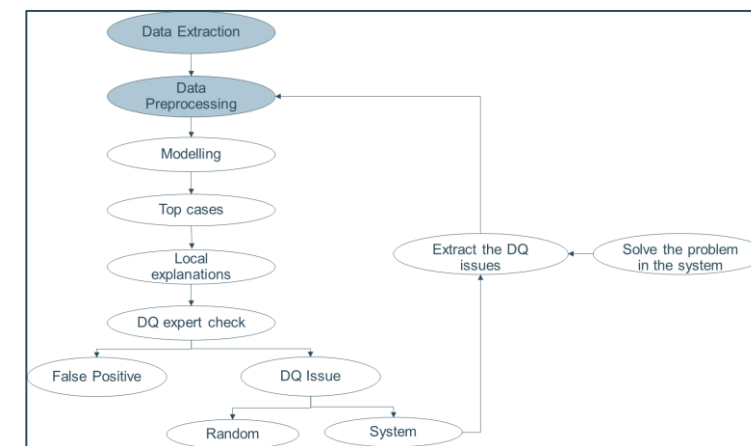 Data Extraction
Data
Preprocessing
Modelling
Top cases
Local
explanations
DQ expert check
False Positive
DQ Issue
Random
System
Extract the DQ
issues
Solve the problem
in the system